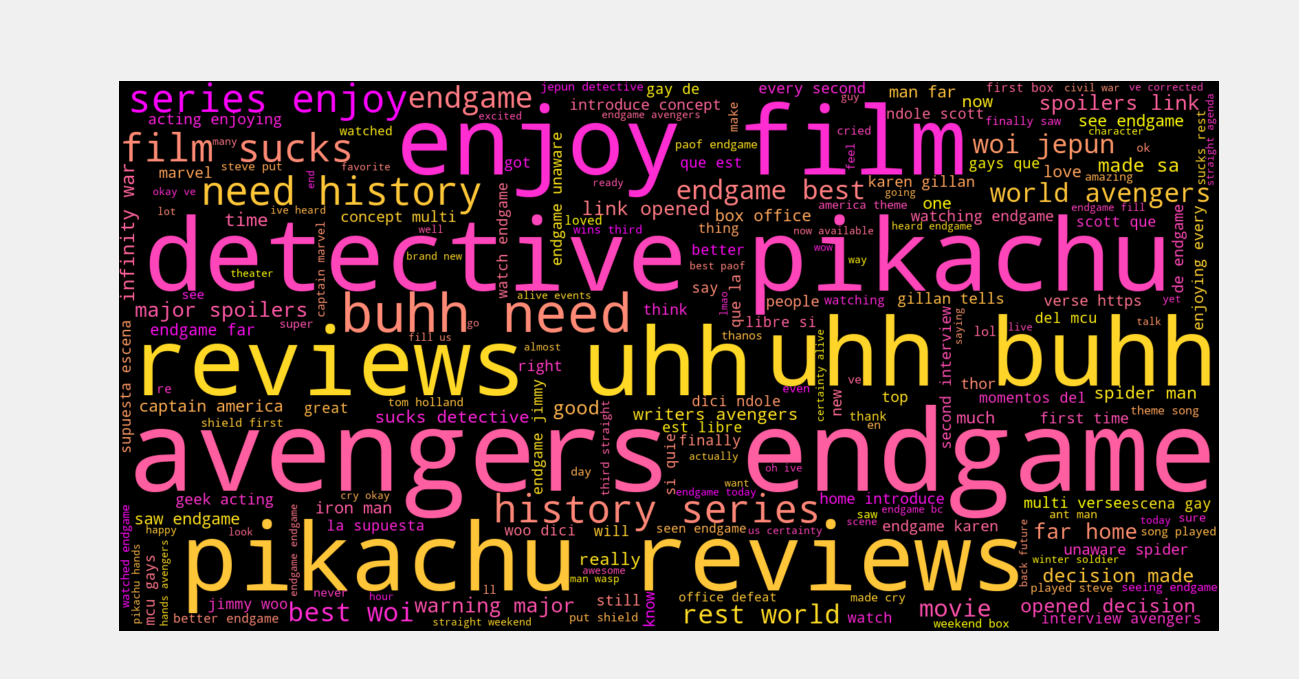 jepun detective gay de every second man far first box civil war ve corrected
series enjoy endgame introduce concept guy now spoilers link
acting enjoying excited endgame avengers make ndole scott finally saw see endgame
watched enjoy film cried character straight agenda
film many sucks got paof endgame feel woi jepun ok sucks rest
marvel steve put favorite que est gays que love made sa
infinity war okay ve need history end ready endgame best karen gillan going amazing world avengers
lot ive heard endgame unaware link opened america theme one endgame fill
time concept multi loved box office watching endgame scott que
well wins third thing now available heard endgame
detective pikachu
captain marvel brand new watch endgame better wow way de endgame enjoying every
theater best paof
see alive events say lmao que la people watching gillan tells verse https yet
major spoilers buhh need think
endgame far super go libre si saying lol live del mcu talk
fill us thanos
supuesta escena reviews uhh uhh buhh
almost certainty alive second interview
re right even ve thor momentos del spider man
captain america great tom holland endgame jimmy good dici ndole new top
shield first sucks detective writers avengers thank much first time theme song
est libre en
avengers endgame
third straight si quie finally actually
day oh ive
geek acting cry okay want endgame today
iron man history series home introduce multi verse escena gay
saw endgame la supuesta saw endgame bc ant man today sure
happy look endgame endgame woo dici will seen endgame us certainty scene endgame karen far home song played
watched endgame pikachu reviews unaware spider
pikachu hands hands avengers mcu gays really back future winter soldier
awesome man wasp decision made
never hour ll played steve seeing endgame
jimmy woo best woi warning major still know office defeat made cry movie opened decision
better endgame straight weekend put shield rest world watch weekend box interview avengers